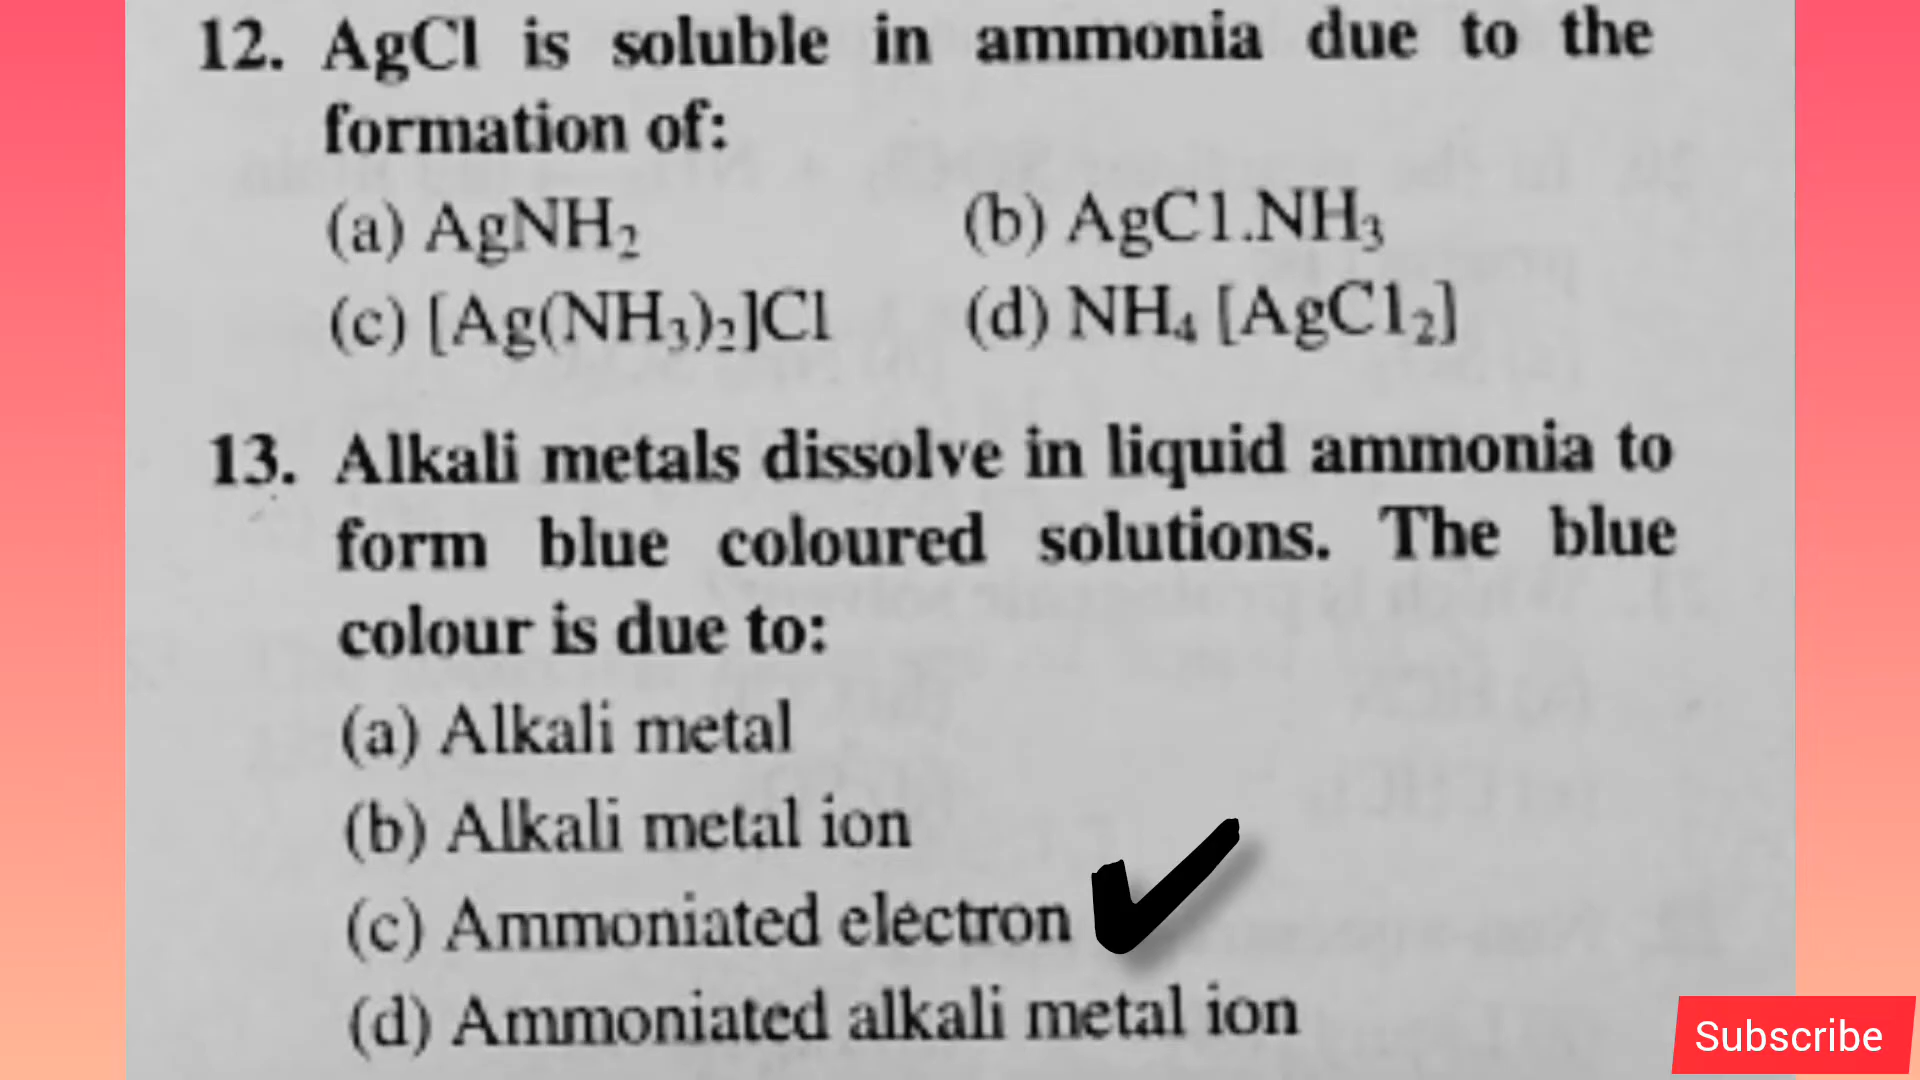 12. AgCl is soluble in ammonia due to the
formation of:
(a) AgNH₂ (b) AgC1.NH₃
(c) [Ag(NH₃)₂]Cl (d) NH₄ [AgC1₂]
13. Alkali metals dissolve in liquid ammonia to
form blue coloured solutions. The blue
colour is due to:
(a) Alkali metal
(b) Alkali metal ion
(c) Ammoniated electron
(d) Ammoniated alkali metal ion
Subscribe